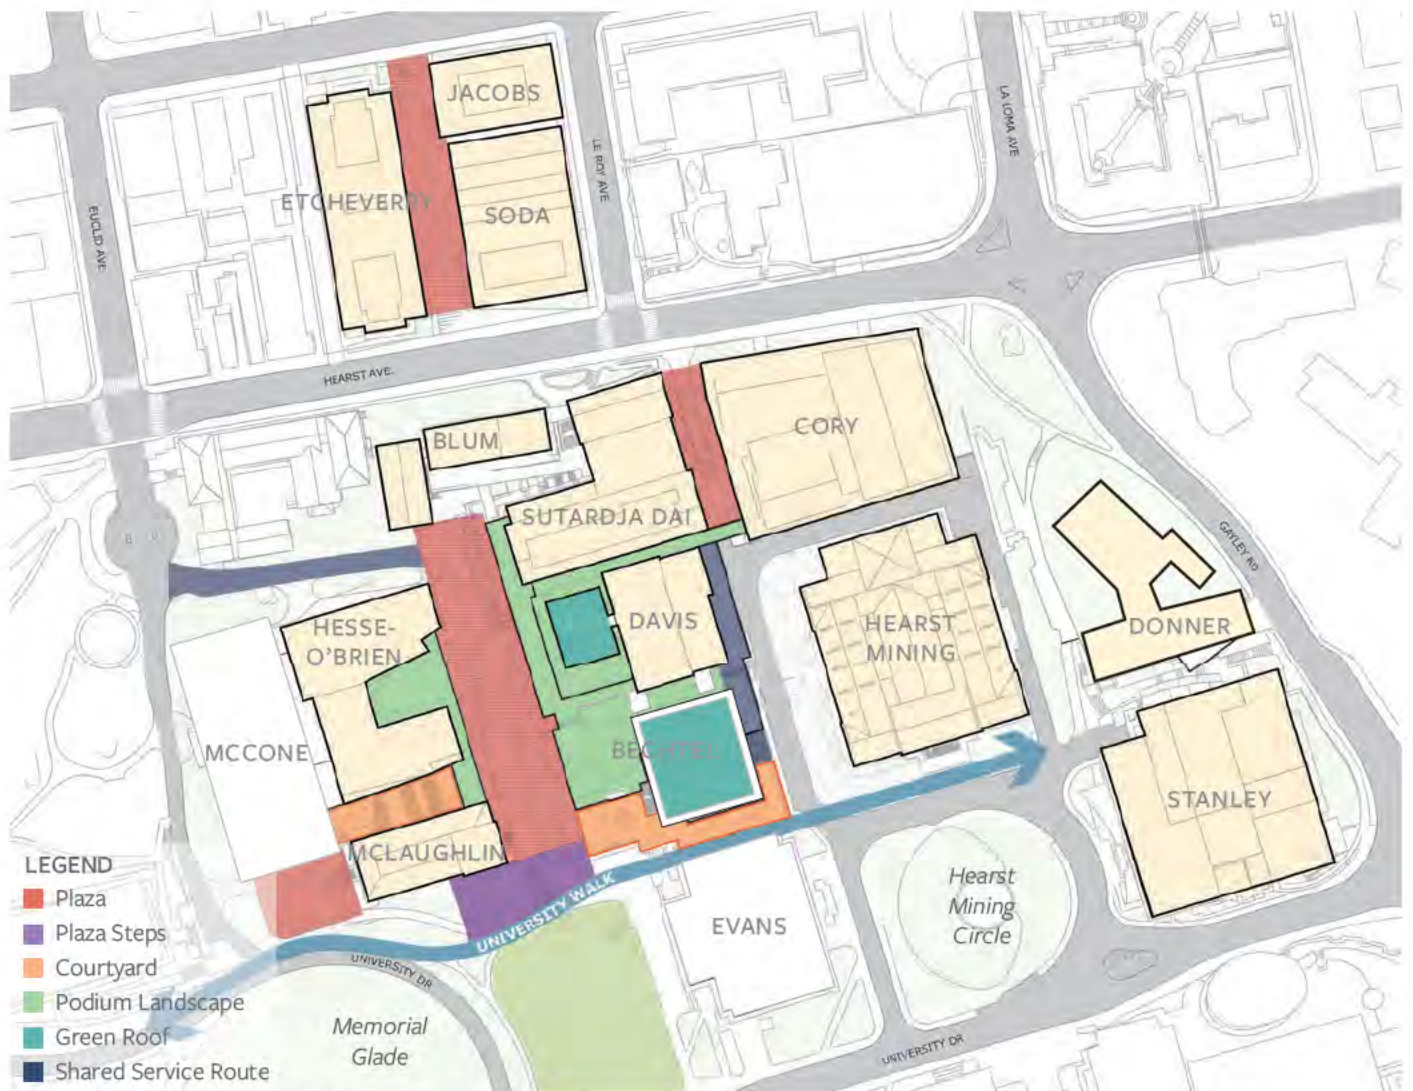 JACOBS
ETCHEVERRY
SODA
LE ROY AVE
LA LOMA AVE
EUCLID AVE
HEARST AVE.
BLUM
CORY
SUTARDJA DAI
GAYLEY RD
HESSE-
O'BRIEN
DAVIS
HEARST
MINING
DONNER
MCCONE
BECHTEL
STANLEY
MCLAUGHLIN
UNIVERSITY WALK
EVANS
Hearst
Mining
Circle
UNIVERSITY DR
Memorial
Glade
UNIVERSITY DR
LEGEND
Plaza
Plaza Steps
Courtyard
Podium Landscape
Green Roof
Shared Service Route